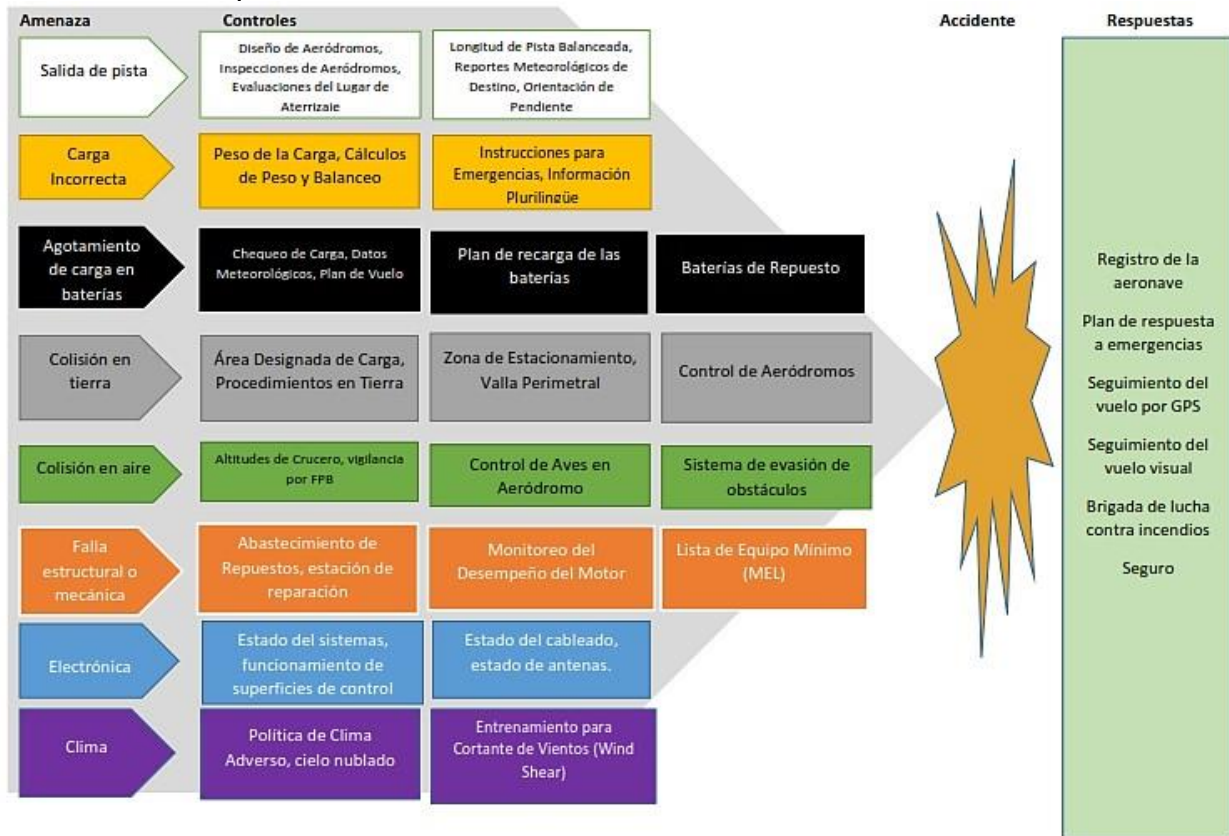 Amenaza
Controles
Accidente
Respuestas
Salida de pista
Diseño de Aeródromos,
Inspecciones de Aeródromos,
Evaluaciones del Lugar de
Aterrizaje
Longitud de Pista Balanceada,
Reportes Meteorológicos de
Destino, Orientación de
Pendiente
Carga
Incorrecta
Peso de la Carga, Cálculos
de Peso y Balanceo
Instrucciones para
Emergencias, Información
Plurilingüe
Agotamiento
de carga en
baterías
Chequeo de Carga, Datos
Meteorológicos, Plan de Vuelo
Plan de recarga de las
baterías
Baterías de Repuesto
Colisión en
tierra
Área Designada de Carga,
Procedimientos en Tierra
Zona de Estacionamiento,
Valla Perimetral
Control de Aeródromos
Colisión en aire
Altitudes de Crucero, vigilancia
por FPB
Control de Aves en
Aeródromo
Sistema de evasión de
obstáculos
Falla
estructural o
mecánica
Abastecimiento de
Repuestos, estación de
reparación
Monitoreo del
Desempeño del Motor
Lista de Equipo Mínimo
(MEL)
Electrónica
Estado del sistemas,
funcionamiento de
superficies de control
Estado del cableado,
estado de antenas.
Clima
Política de Clima
Adverso, cielo nublado
Entrenamiento para
Cortante de Vientos (Wind
Shear)
Registro de la
aeronave
Plan de respuesta
a emergencias
Seguimiento del
vuelo por GPS
Seguimiento del
vuelo visual
Brigada de lucha
contra incendios
Seguro